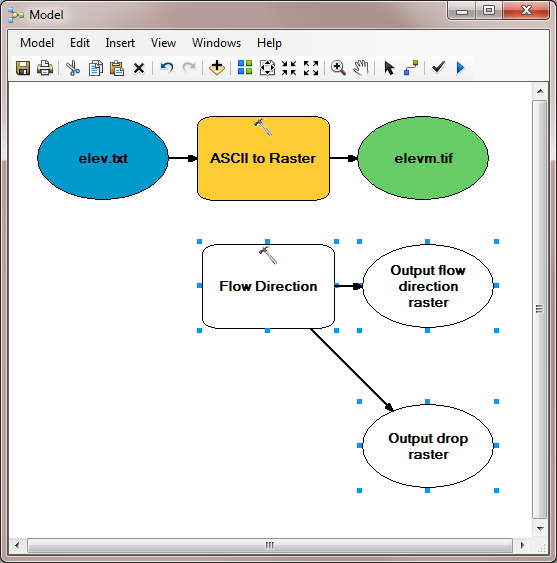 Model
Model Edit Insert View Windows Help
elev.txt
ASCII to Raster
elevm.tif
Flow Direction
Output flow
direction
raster
Output drop
raster